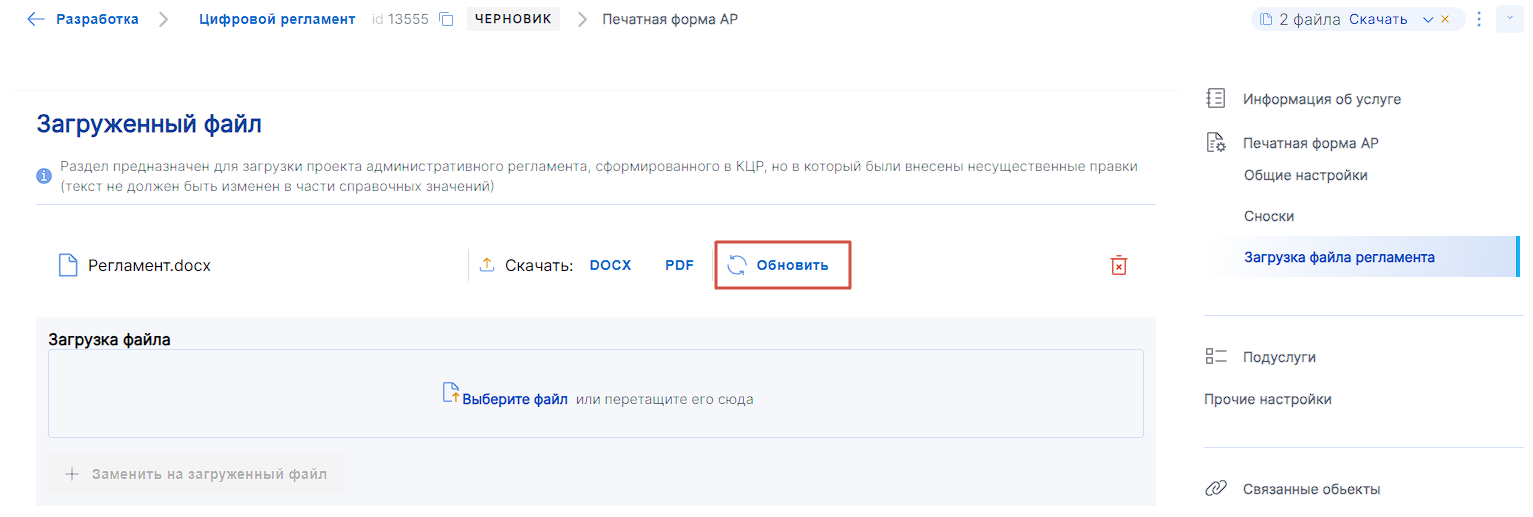 Разработка Цифровой регламент id 13555 ЧЕРНОВИК Печатная форма АР 2 файла Скачать
Загруженный файл
Раздел предназначен для загрузки проекта административного регламента, сформированного в КЦР, но в который были внесены несущественные правки
(текст не должен быть изменен в части справочных значений)
Регламент.docx Скачать: DOCX PDF Обновить
Загрузка файла
Выберите файл или перетащите его сюда
Заменить на загруженный файл
Информация об услуге
Печатная форма АР
Общие настройки
Сноски
Загрузка файла регламента
Подуслуги
Прочие настройки
Связанные обьекты